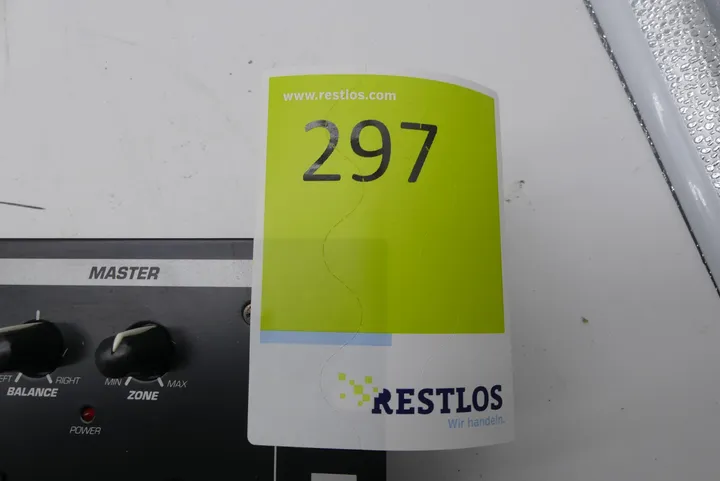 www.restlos.com
297
MASTER
LEFT RIGHT
BALANCE
MIN MAX
ZONE
POWER
RESTLOS
Wir handeln.